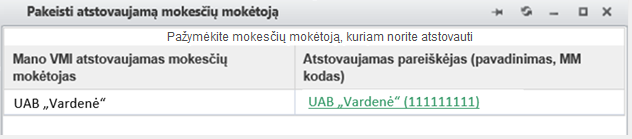 Pakeisti atstovaujamą mokesčių mokėtoją
Pažymėkite mokesčių mokėtoją, kuriam norite atstovauti
Mano VMI atstovaujamas mokesčių mokėtojas
Atstovaujamas pareiškėjas (pavadinimas, MM kodas)
UAB „Vardenė“
UAB „Vardenė“ (111111111)